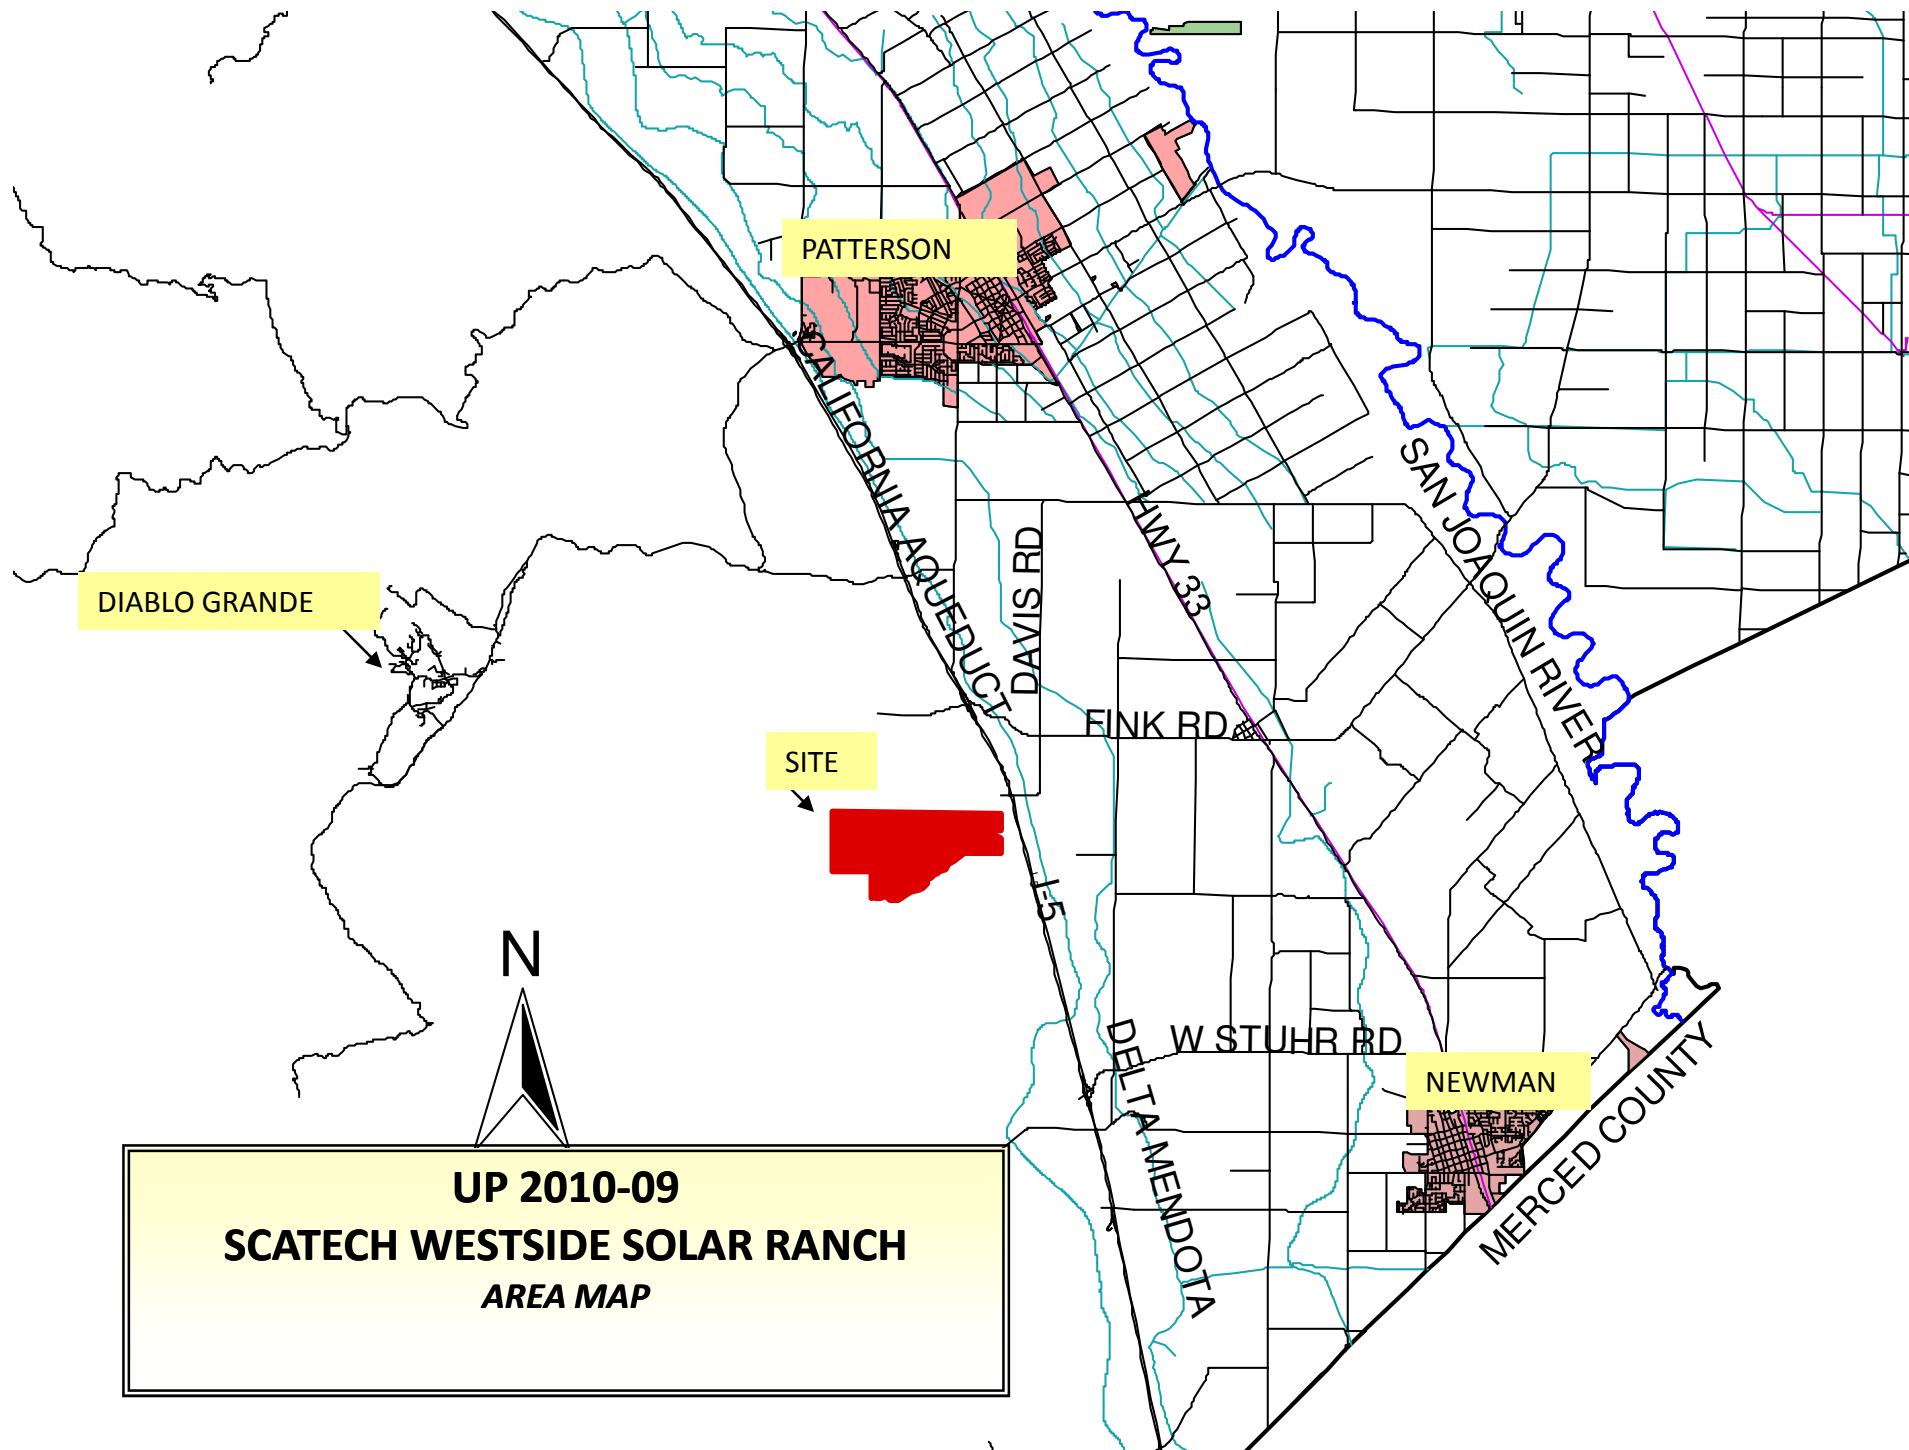 PATTERSON
CALIFORNIA AQUEDUCT
SAN JOAQUIN RIVER
HWY 33
DAVIS RD
DIABLO GRANDE
FINK RD
SITE
I-5
N
W STUHR RD
DELTA MENDOTA
NEWMAN
MERCED COUNTY
UP 2010-09
SCATECH WESTSIDE SOLAR RANCH
AREA MAP